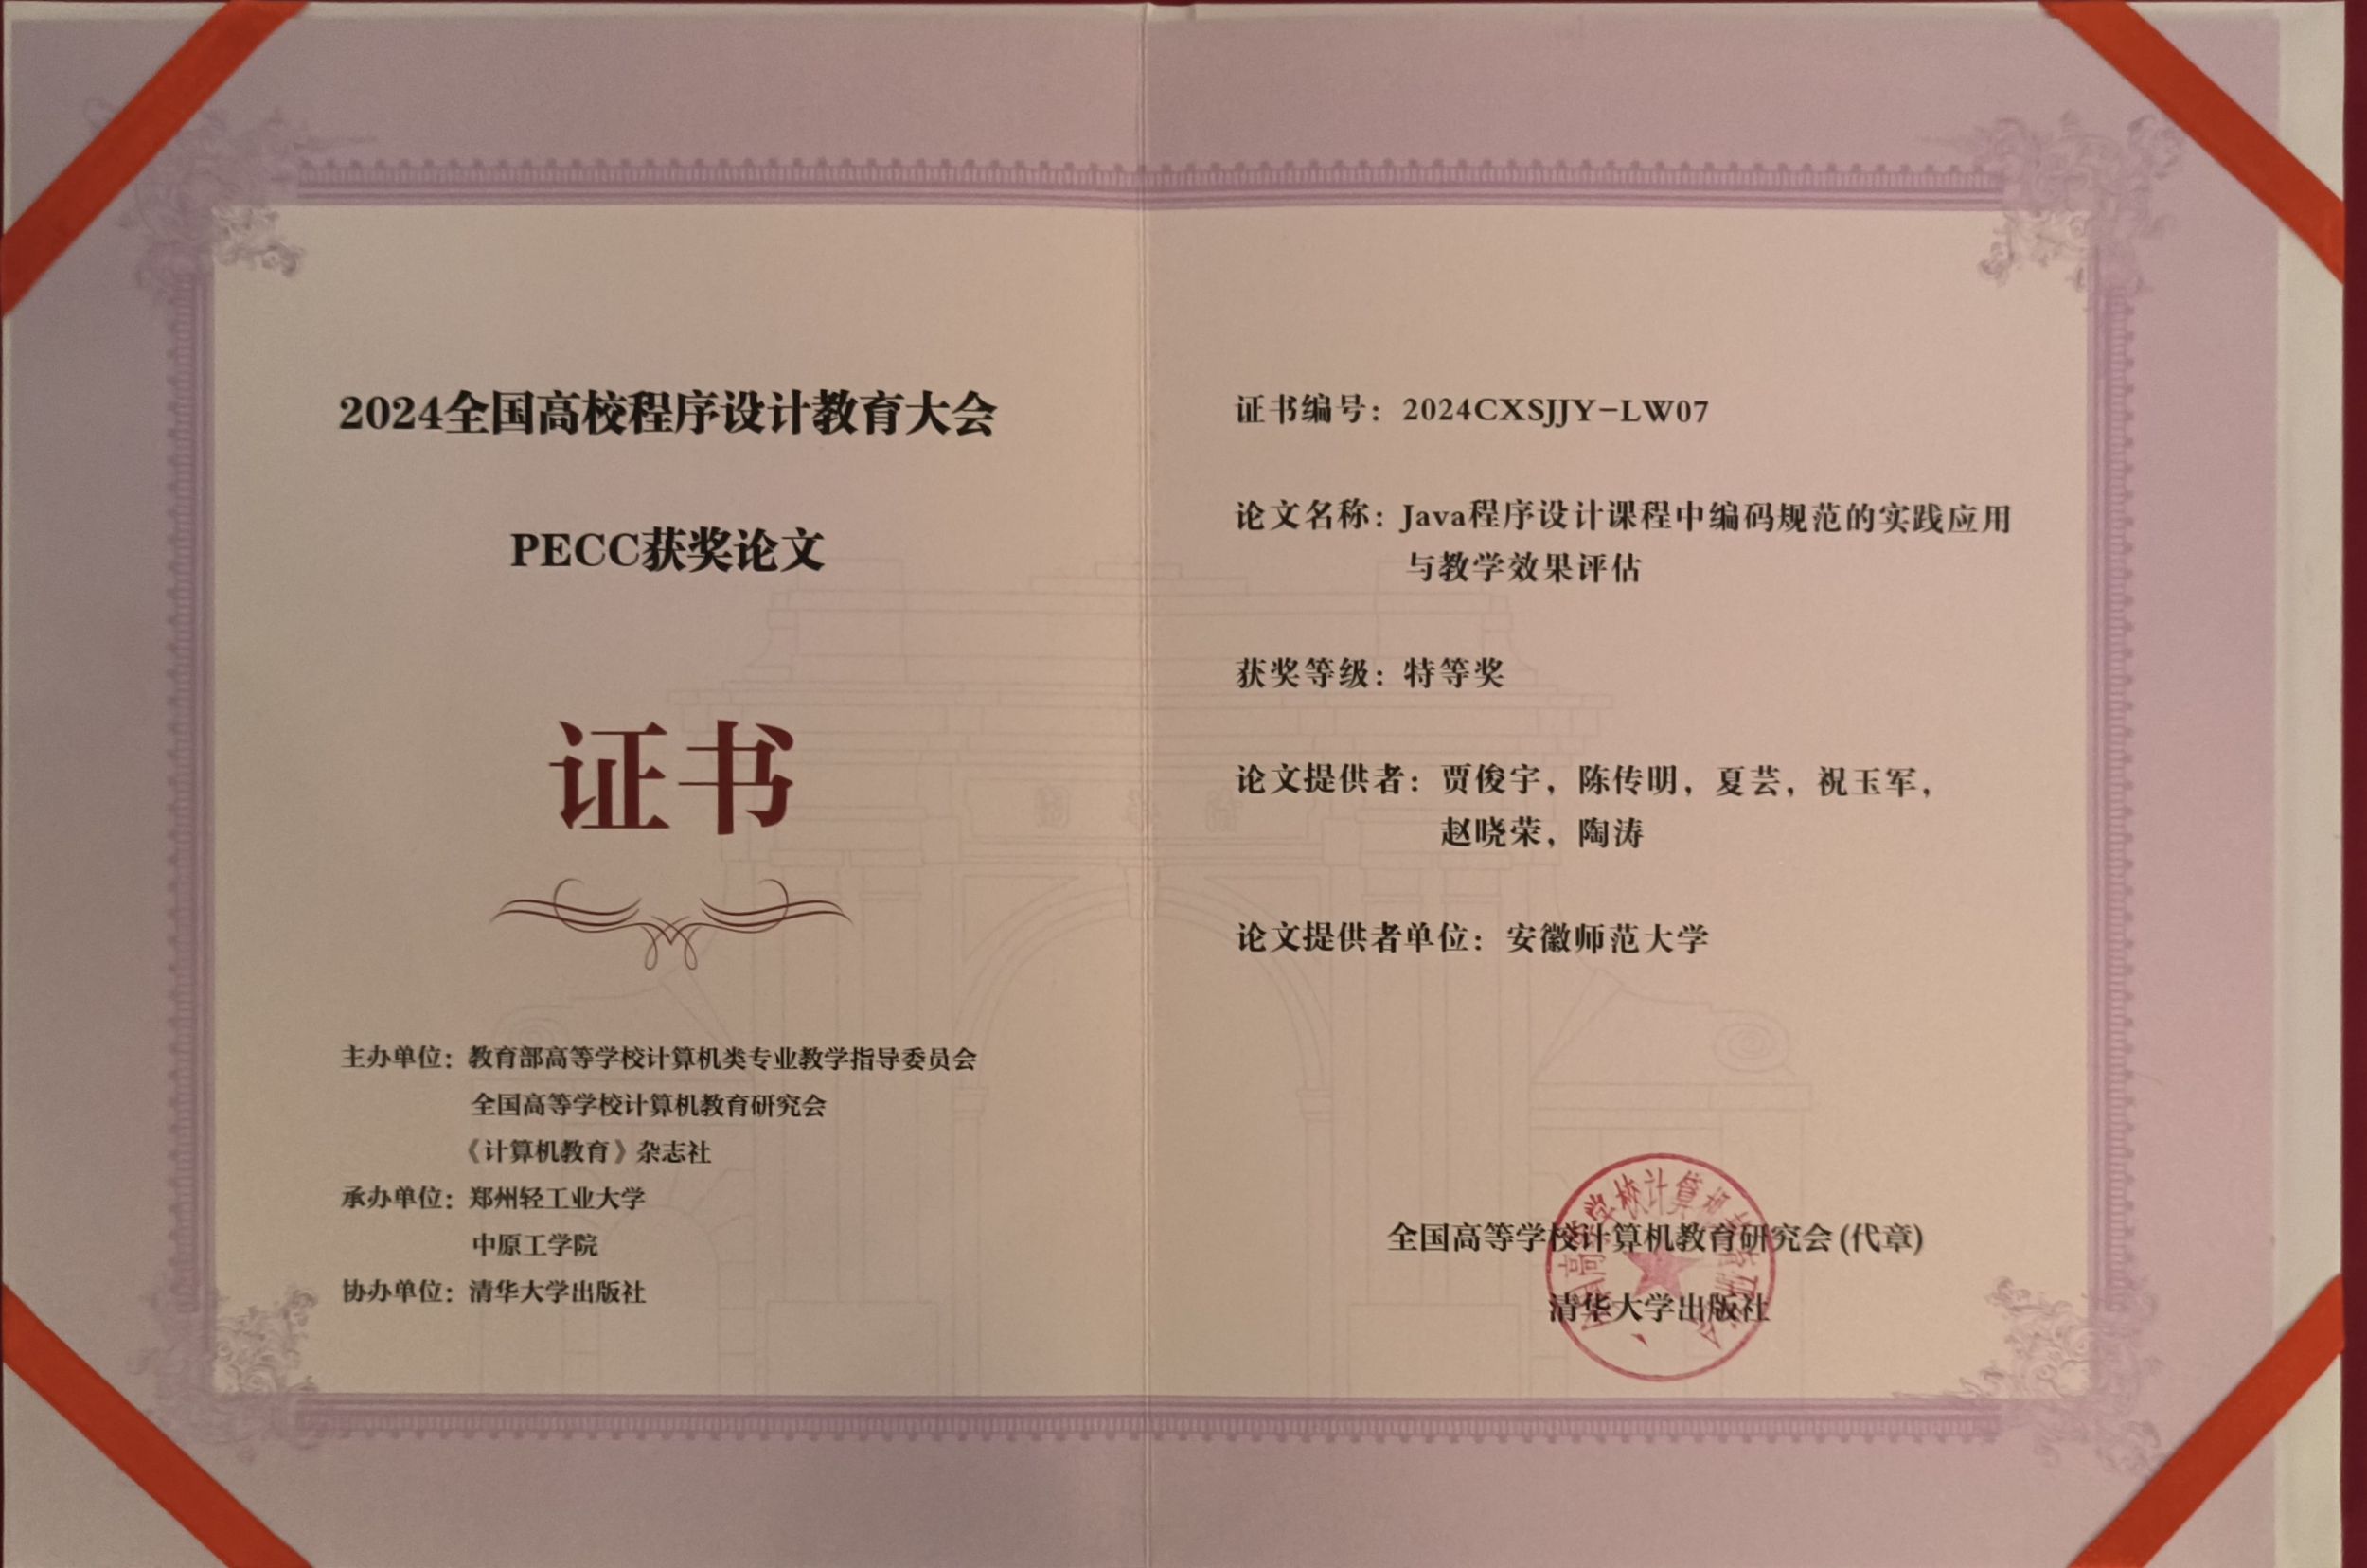 2024全国高校程序设计教育大会
PECC获奖论文
证书
主办单位：教育部高等学校计算机类专业教学指导委员会
全国高等学校计算机教育研究会
《计算机教育》杂志社
承办单位：郑州轻工业大学
中原工学院
协办单位：清华大学出版社
证书编号：2024CXSJJY-LW07
论文名称：Java程序设计课程中编码规范的实践应用
与教学效果评估
获奖等级：特等奖
论文提供者：贾俊宇，陈传明，夏芸，祝玉军，
赵晓荣，陶涛
论文提供者单位：安徽师范大学
全国高等学校计算机教育研究会(代章)
清华大学出版社